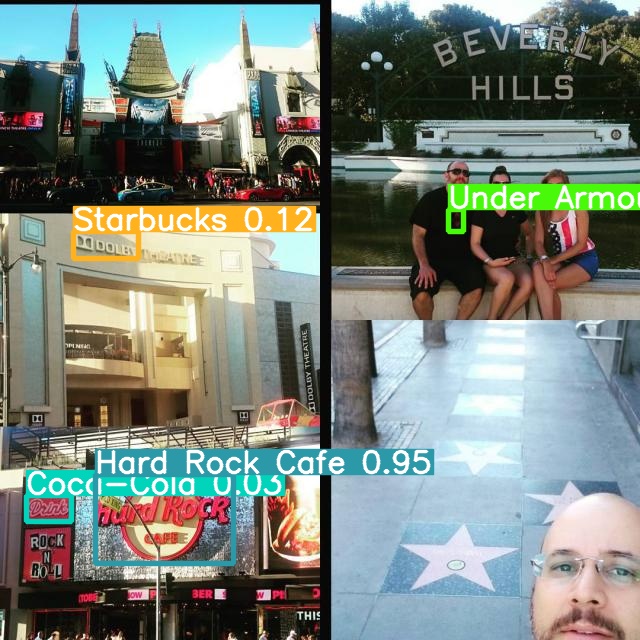 BEVERLY
HILLS
Under Armou
Starbucks 0.12
DOLBY THEATRE
DOLBY THEATRE
Hard Rock Cafe 0.95
Coca-Cola 0.03
Drink
Hard Rock
CAFE
ROCK
N
ROLL
THIS